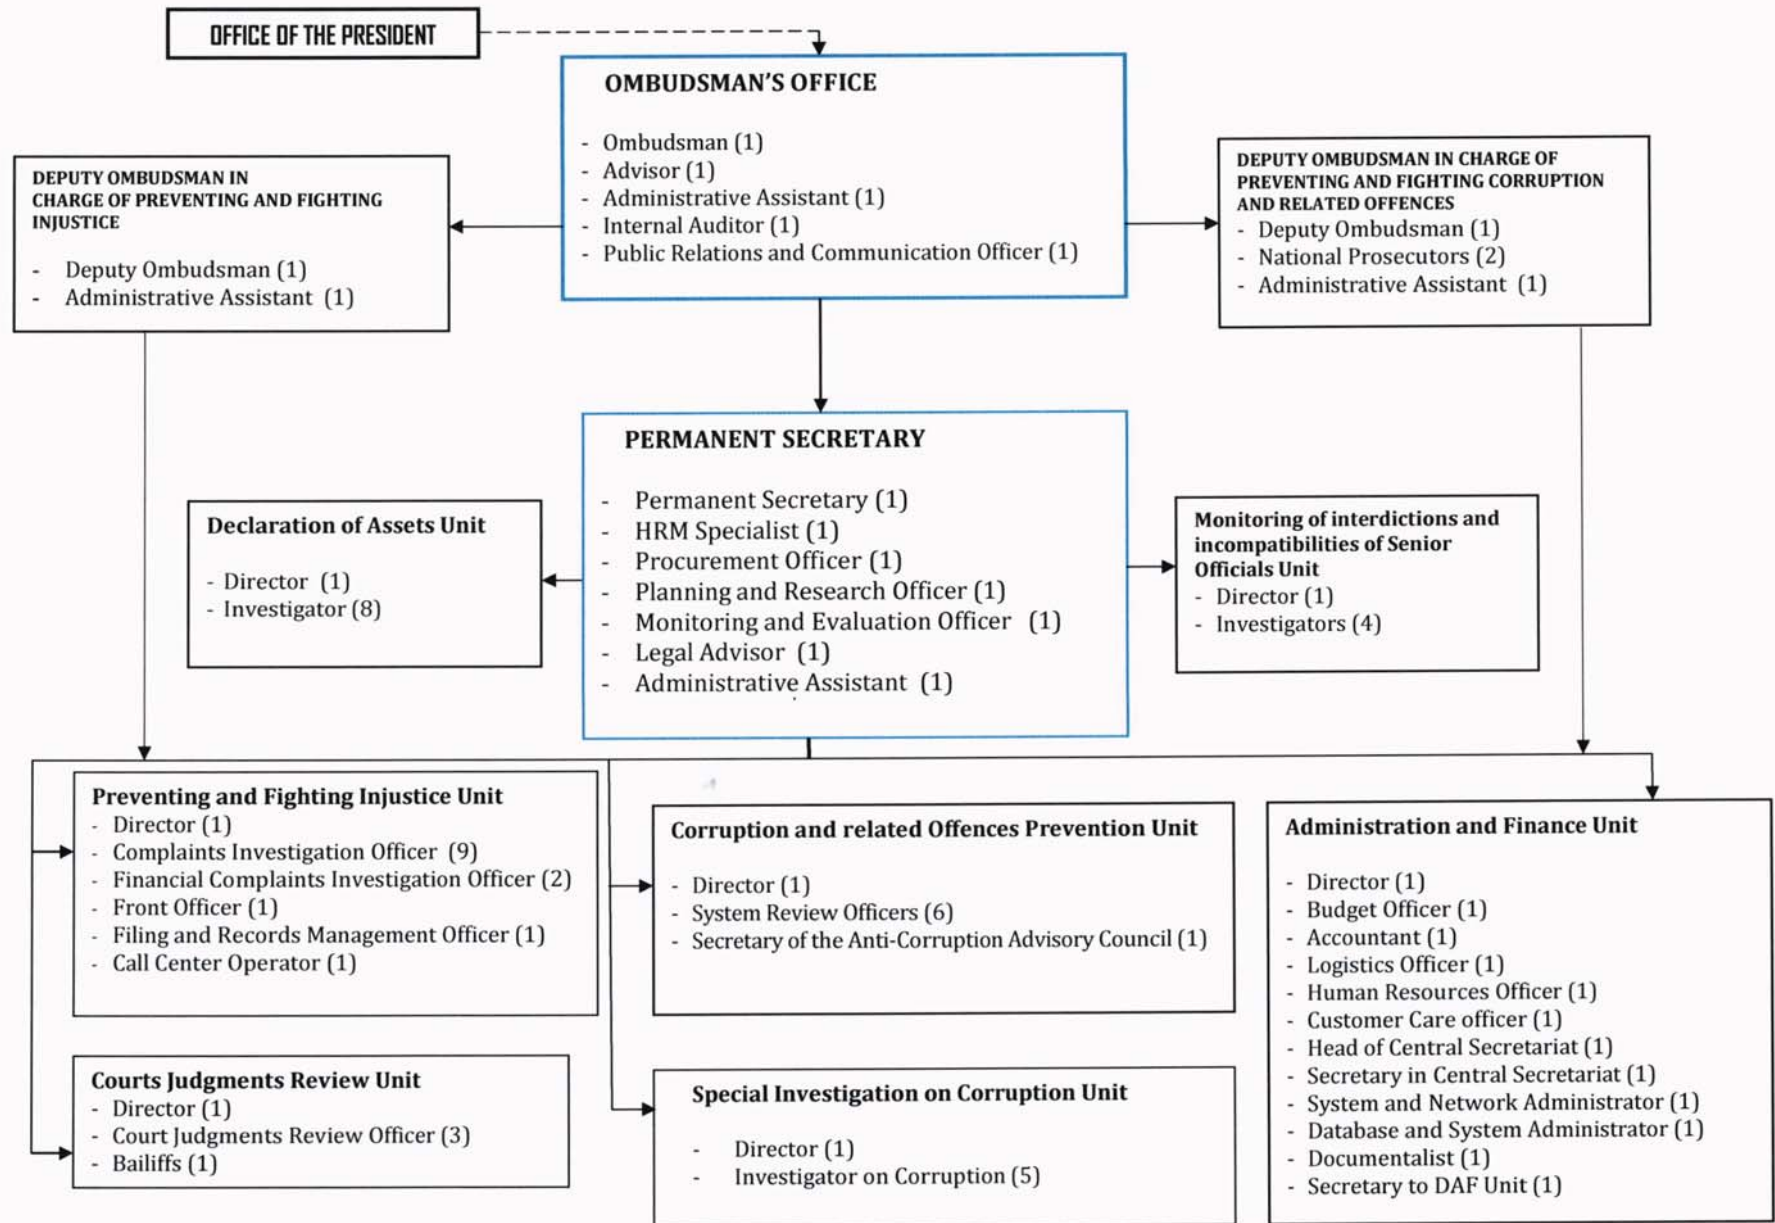 OFFICE OF THE PRESIDENT
OMBUDSMAN'S OFFICE
- Ombudsman (1)
- Advisor (1)
- Administrative Assistant (1)
- Internal Auditor (1)
- Public Relations and Communication Officer (1)
DEPUTY OMBUDSMAN IN
CHARGE OF PREVENTING AND FIGHTING
INJUSTICE
- Deputy Ombudsman (1)
- Administrative Assistant (1)
DEPUTY OMBUDSMAN IN CHARGE OF
PREVENTING AND FIGHTING CORRUPTION
AND RELATED OFFENCES
- Deputy Ombudsman (1)
- National Prosecutors (2)
- Administrative Assistant (1)
PERMANENT SECRETARY
- Permanent Secretary (1)
- HRM Specialist (1)
- Procurement Officer (1)
- Planning and Research Officer (1)
- Monitoring and Evaluation Officer (1)
- Legal Advisor (1)
- Administrative Assistant (1)
Declaration of Assets Unit
- Director (1)
- Investigator (8)
Monitoring of interdictions and
incompatibilities of Senior
Officials Unit
- Director (1)
- Investigators (4)
Preventing and Fighting Injustice Unit
- Director (1)
- Complaints Investigation Officer (9)
- Financial Complaints Investigation Officer (2)
- Front Officer (1)
- Filing and Records Management Officer (1)
- Call Center Operator (1)
Courts Judgments Review Unit
- Director (1)
- Court Judgments Review Officer (3)
- Bailiffs (1)
Corruption and related Offences Prevention Unit
- Director (1)
- System Review Officers (6)
- Secretary of the Anti-Corruption Advisory Council (1)
Special Investigation on Corruption Unit
- Director (1)
- Investigator on Corruption (5)
Administration and Finance Unit
- Director (1)
- Budget Officer (1)
- Accountant (1)
- Logistics Officer (1)
- Human Resources Officer (1)
- Customer Care officer (1)
- Head of Central Secretariat (1)
- Secretary in Central Secretariat (1)
- System and Network Administrator (1)
- Database and System Administrator (1)
- Documentalist (1)
- Secretary to DAF Unit (1)